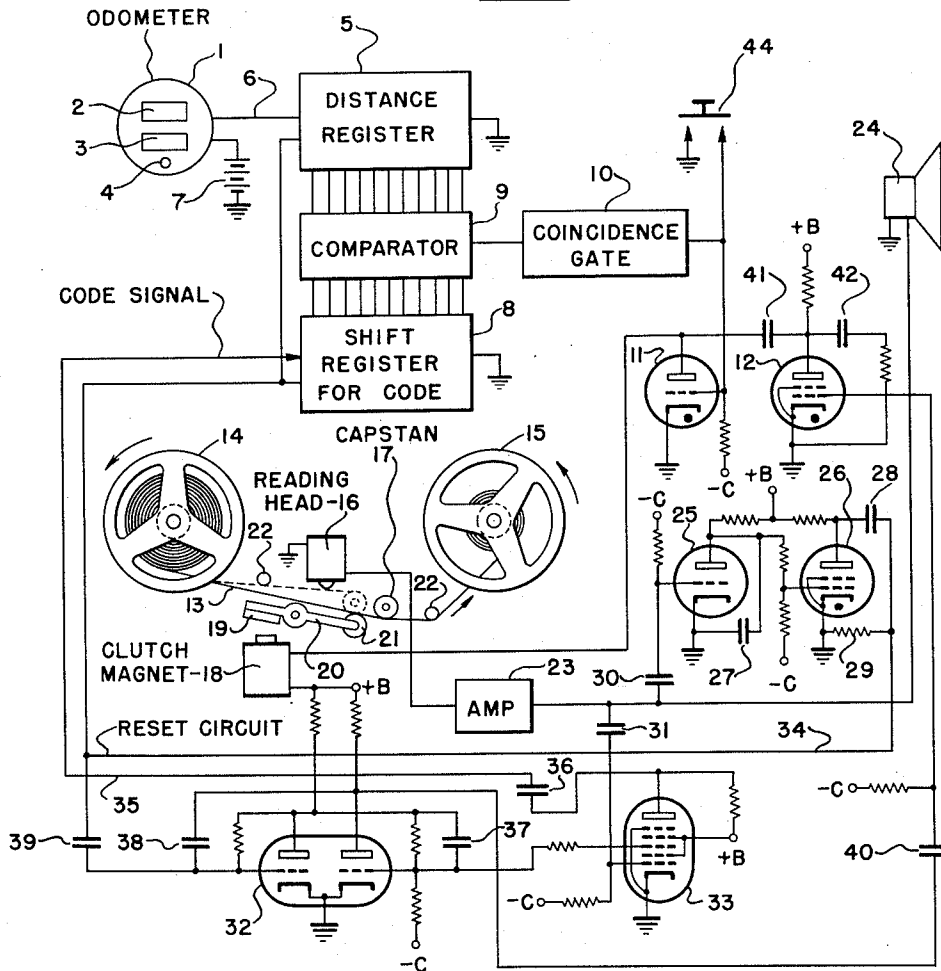 ODOMETER
1
2
3
4
5
6
7
DISTANCE
REGISTER
44
24
10
9
COMPARATOR
COINCIDENCE
GATE
+B
41
42
CODE SIGNAL
8
SHIFT
REGISTER
FOR CODE
11
12
CAPSTAN
17
14
15
READING
HEAD-16
-C
-C
+B
26
28
25
22
22
13
19
20
21
27
-C
29
CLUTCH
MAGNET-18
+B
23
AMP
30
31
RESET CIRCUIT
34
35
36
-C
39
38
37
+B
40
32
-C
33
-C